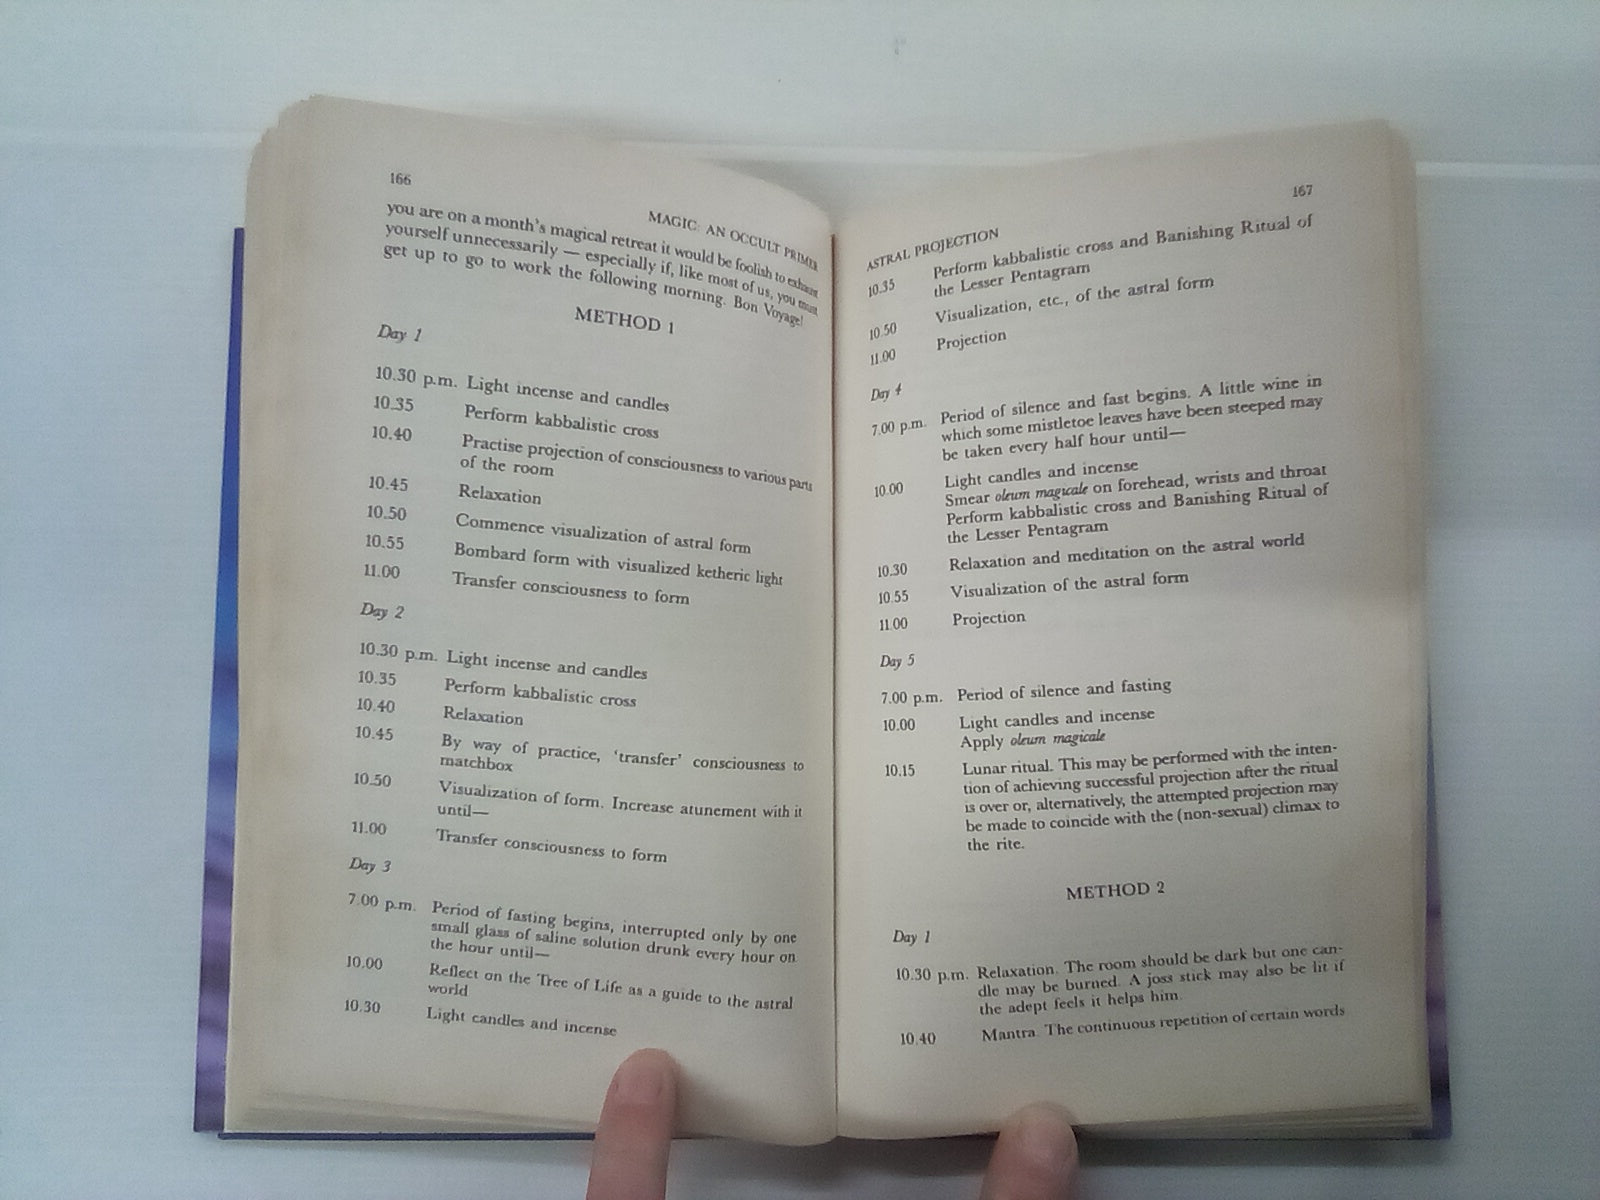 166
MAGIC: AN OCCULT PRIMER
you are on a month's magical retreat it would be foolish to exhaust
yourself unnecessarily — especially if, like most of us, you must
get up to go to work the following morning. Bon Voyage!
METHOD 1
Day 1
10.30 p.m. Light incense and candles
10.35 Perform kabbalistic cross
10.40 Practise projection of consciousness to various parts
of the room
10.45 Relaxation
10.50 Commence visualization of astral form
10.55 Bombard form with visualized ketheric light
11.00 Transfer consciousness to form
Day 2
10.30 p.m. Light incense and candles
10.35 Perform kabbalistic cross
10.40 Relaxation
10.45 By way of practice, 'transfer' consciousness to
matchbox
10.50 Visualization of form. Increase atunement with it
until—
11.00 Transfer consciousness to form
Day 3
7.00 p.m. Period of fasting begins, interrupted only by one
small glass of saline solution drunk every hour on
the hour until—
10.00 Reflect on the Tree of Life as a guide to the astral
world
10.30 Light candles and incense
167
ASTRAL PROJECTION
10.35 Perform kabbalistic cross and Banishing Ritual of
the Lesser Pentagram
10.50 Visualization, etc., of the astral form
11.00 Projection
Day 4
7.00 p.m. Period of silence and fast begins. A little wine in
which some mistletoe leaves have been steeped may
be taken every half hour until—
10.00 Light candles and incense
Smear oleum magicale on forehead, wrists and throat
Perform kabbalistic cross and Banishing Ritual of
the Lesser Pentagram
10.30 Relaxation and meditation on the astral world
10.55 Visualization of the astral form
11.00 Projection
Day 5
7.00 p.m. Period of silence and fasting
10.00 Light candles and incense
Apply oleum magicale
10.15 Lunar ritual. This may be performed with the inten-
tion of achieving successful projection after the ritual
is over or, alternatively, the attempted projection may
be made to coincide with the (non-sexual) climax to
the rite.
METHOD 2
Day 1
10.30 p.m. Relaxation. The room should be dark but one can-
dle may be burned. A joss stick may also be lit if
the adept feels it helps him.
10.40 Mantra. The continuous repetition of certain words